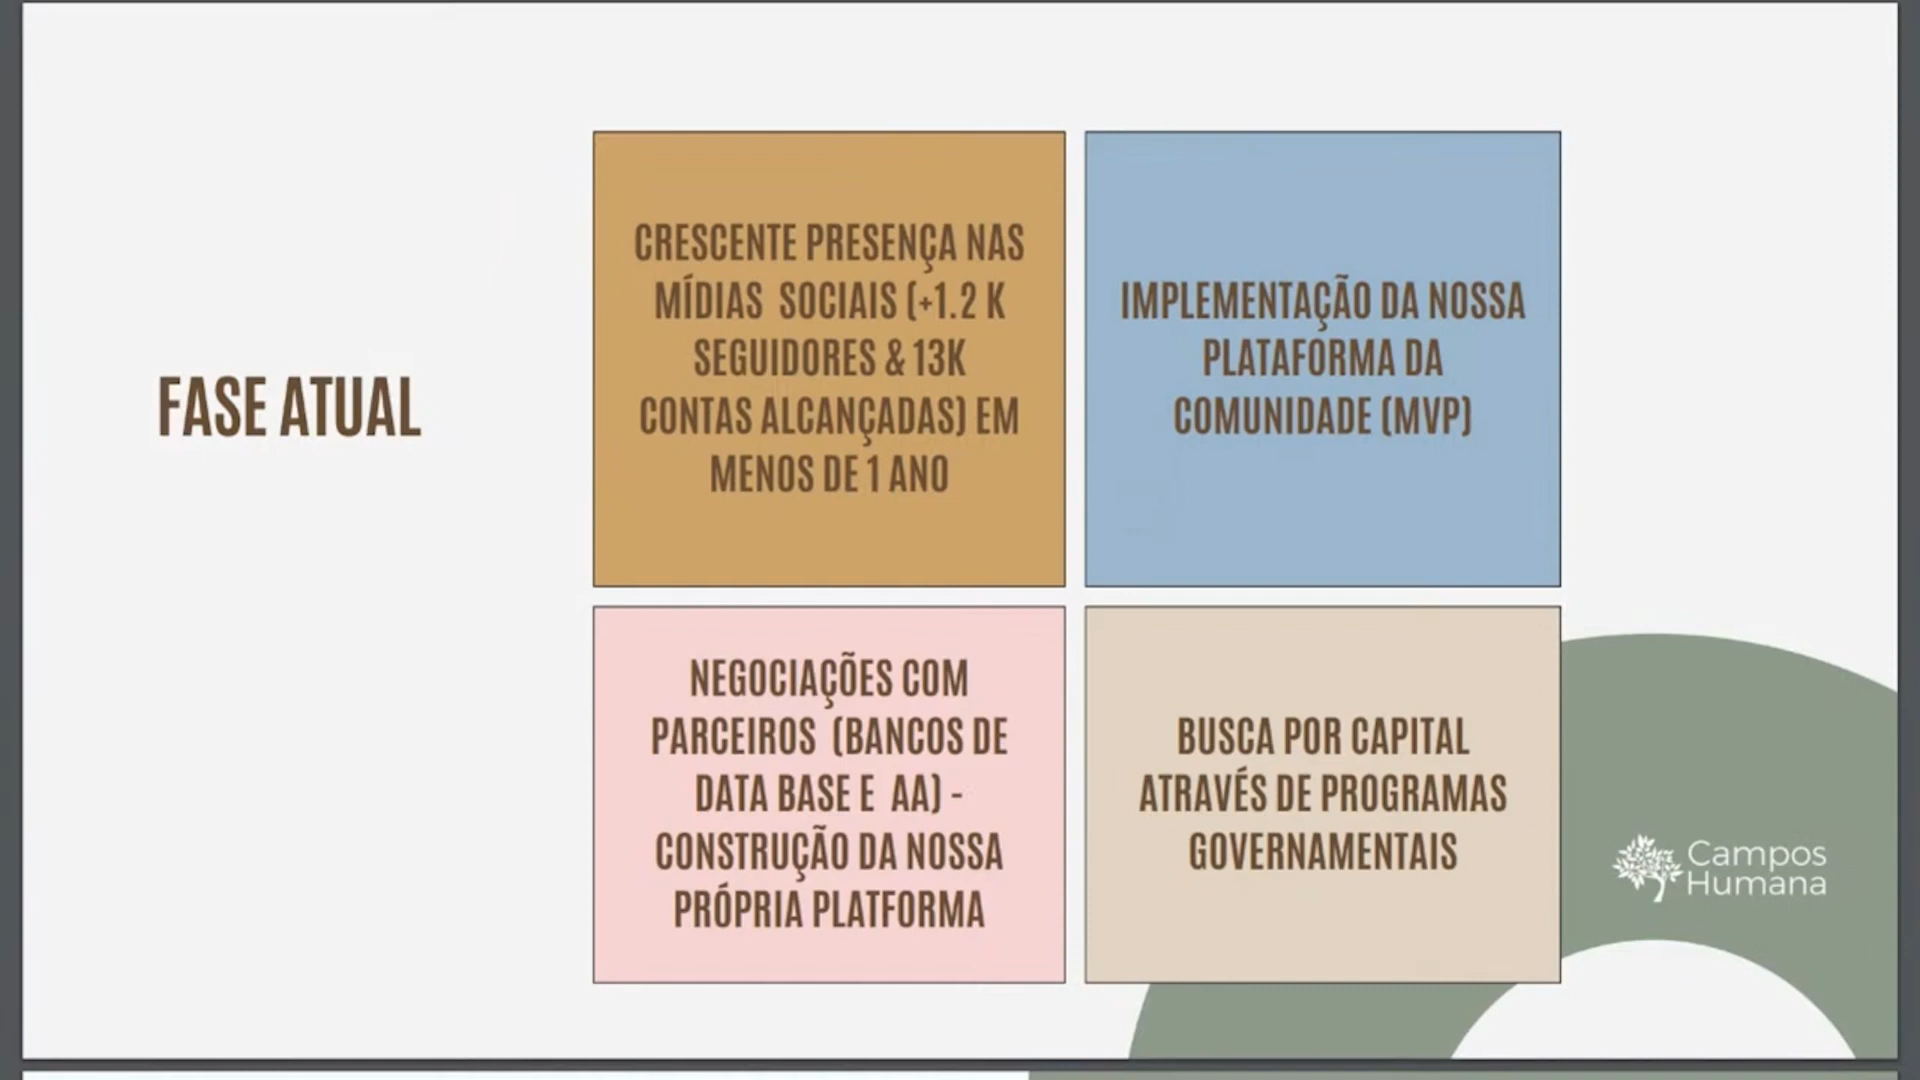 FASE ATUAL
CRESCENTE PRESENÇA NAS
MÍDIAS SOCIAIS (+1.2 K
SEGUIDORES & 13K
CONTAS ALCANÇADAS) EM
MENOS DE 1 ANO
IMPLEMENTAÇÃO DA NOSSA
PLATAFORMA DA
COMUNIDADE (MVP)
NEGOCIAÇÕES COM
PARCEIROS (BANCOS DE
DATA BASE E AA) -
CONSTRUÇÃO DA NOSSA
PRÓPRIA PLATFORMA
BUSCA POR CAPITAL
ATRAVÉS DE PROGRAMAS
GOVERNAMENTAIS
Campos
Humana